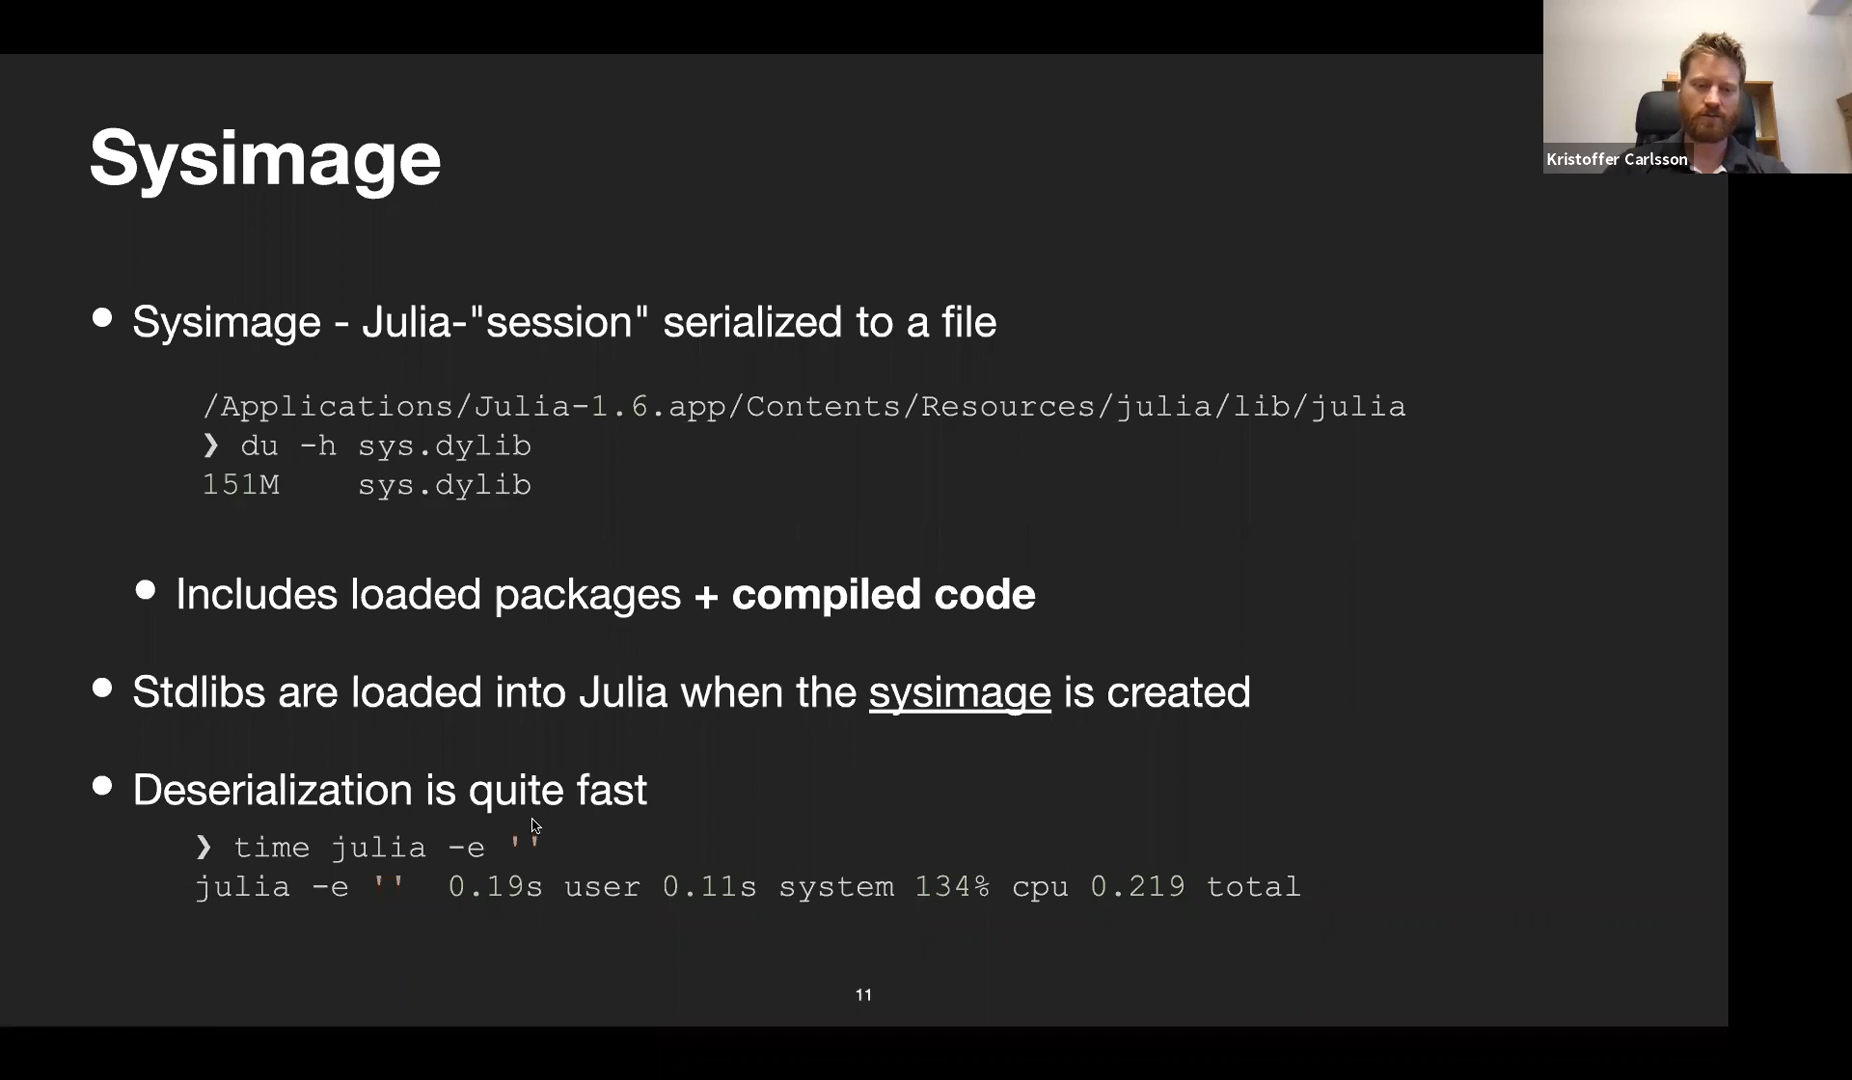 Kristoffer Carlsson
Sysimage
• Sysimage - Julia-"session" serialized to a file
/Applications/Julia-1.6.app/Contents/Resources/julia/lib/julia
❯ du -h sys.dylib
151M    sys.dylib
• Includes loaded packages + compiled code
• Stdlibs are loaded into Julia when the sysimage is created
• Deserialization is quite fast
❯ time julia -e ''
julia -e ''  0.19s user 0.11s system 134% cpu 0.219 total
11